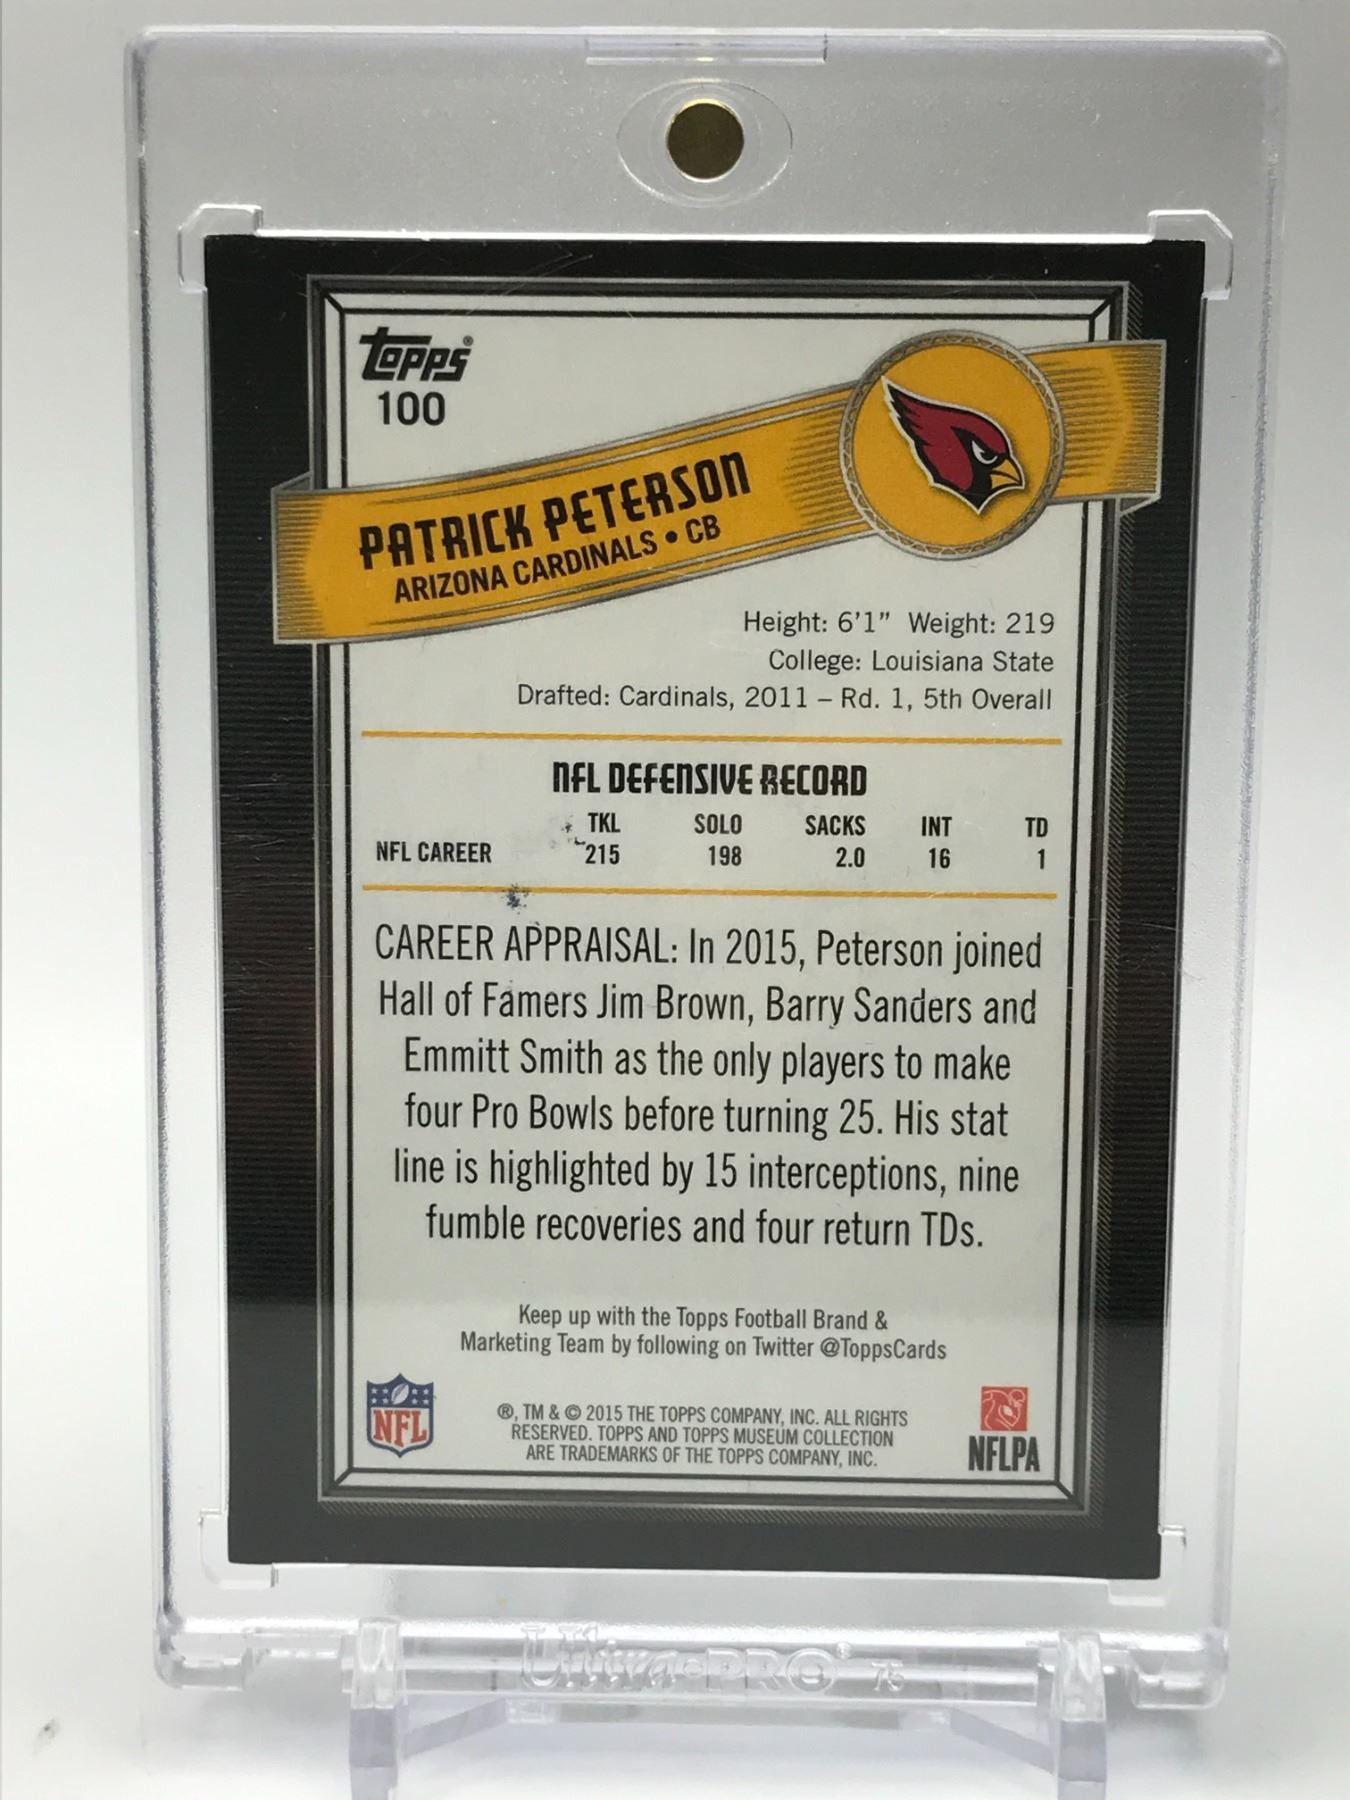 Topps®
100
PATRICK PETERSON
ARIZONA CARDINALS • CB
Height: 6'1" Weight: 219
College: Louisiana State
Drafted: Cardinals, 2011 – Rd. 1, 5th Overall
NFL DEFENSIVE RECORD
TKL SOLO SACKS INT TD
NFL CAREER 215 198 2.0 16 1
CAREER APPRAISAL: In 2015, Peterson joined
Hall of Famers Jim Brown, Barry Sanders and
Emmitt Smith as the only players to make
four Pro Bowls before turning 25. His stat
line is highlighted by 15 interceptions, nine
fumble recoveries and four return TDs.
Keep up with the Topps Football Brand &
Marketing Team by following on Twitter @ToppsCards
NFL
®, TM & © 2015 THE TOPPS COMPANY, INC. ALL RIGHTS
RESERVED. TOPPS AND TOPPS MUSEUM COLLECTION
ARE TRADEMARKS OF THE TOPPS COMPANY, INC.
NFLPA
Ultra•PRO® 75